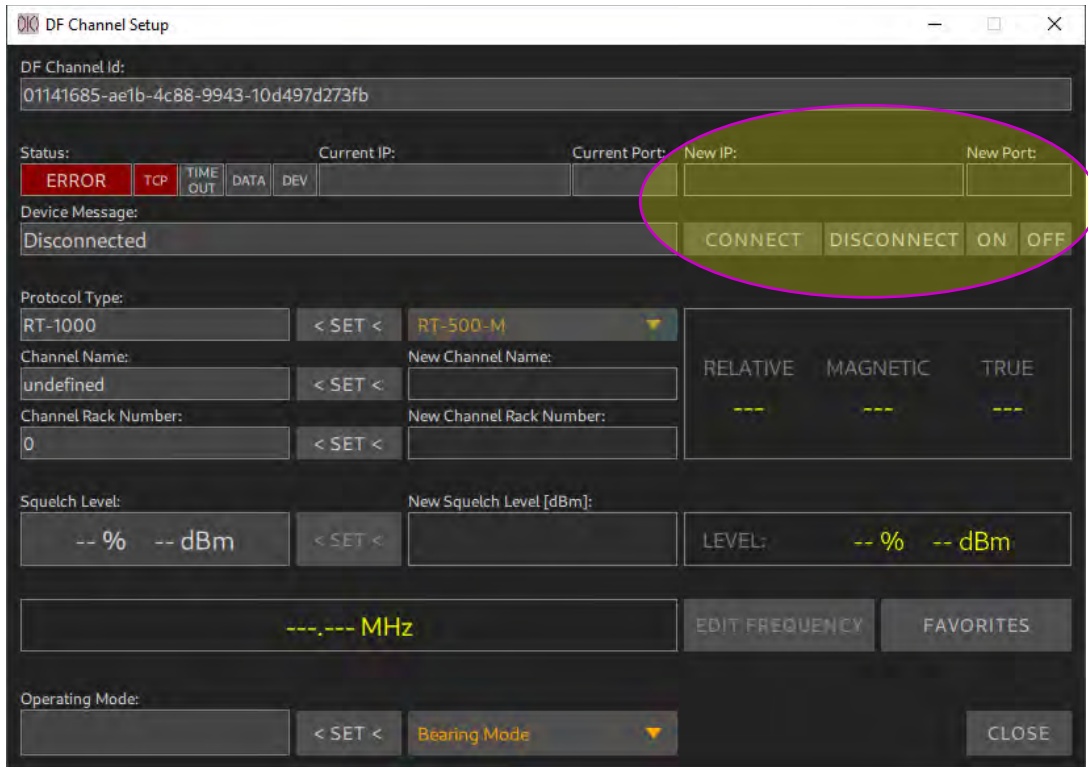 DF Channel Setup
DF Channel Id:
01141685-ae1b-4c88-9943-10d497d273fb
Status: Current IP: Current Port: New IP: New Port:
ERROR TCP TIME OUT DATA DEV
Device Message:
Disconnected CONNECT DISCONNECT ON OFF
Protocol Type:
RT-1000 < SET < RT-500-M
Channel Name: New Channel Name:
undefined < SET <
RELATIVE MAGNETIC TRUE
--- --- ---
Channel Rack Number: New Channel Rack Number:
0 < SET <
Squelch Level: New Squelch Level [dBm]:
-- % -- dBm < SET < LEVEL: -- % -- dBm
---.--- MHz EDIT FREQUENCY FAVORITES
Operating Mode:
< SET < Bearing Mode CLOSE